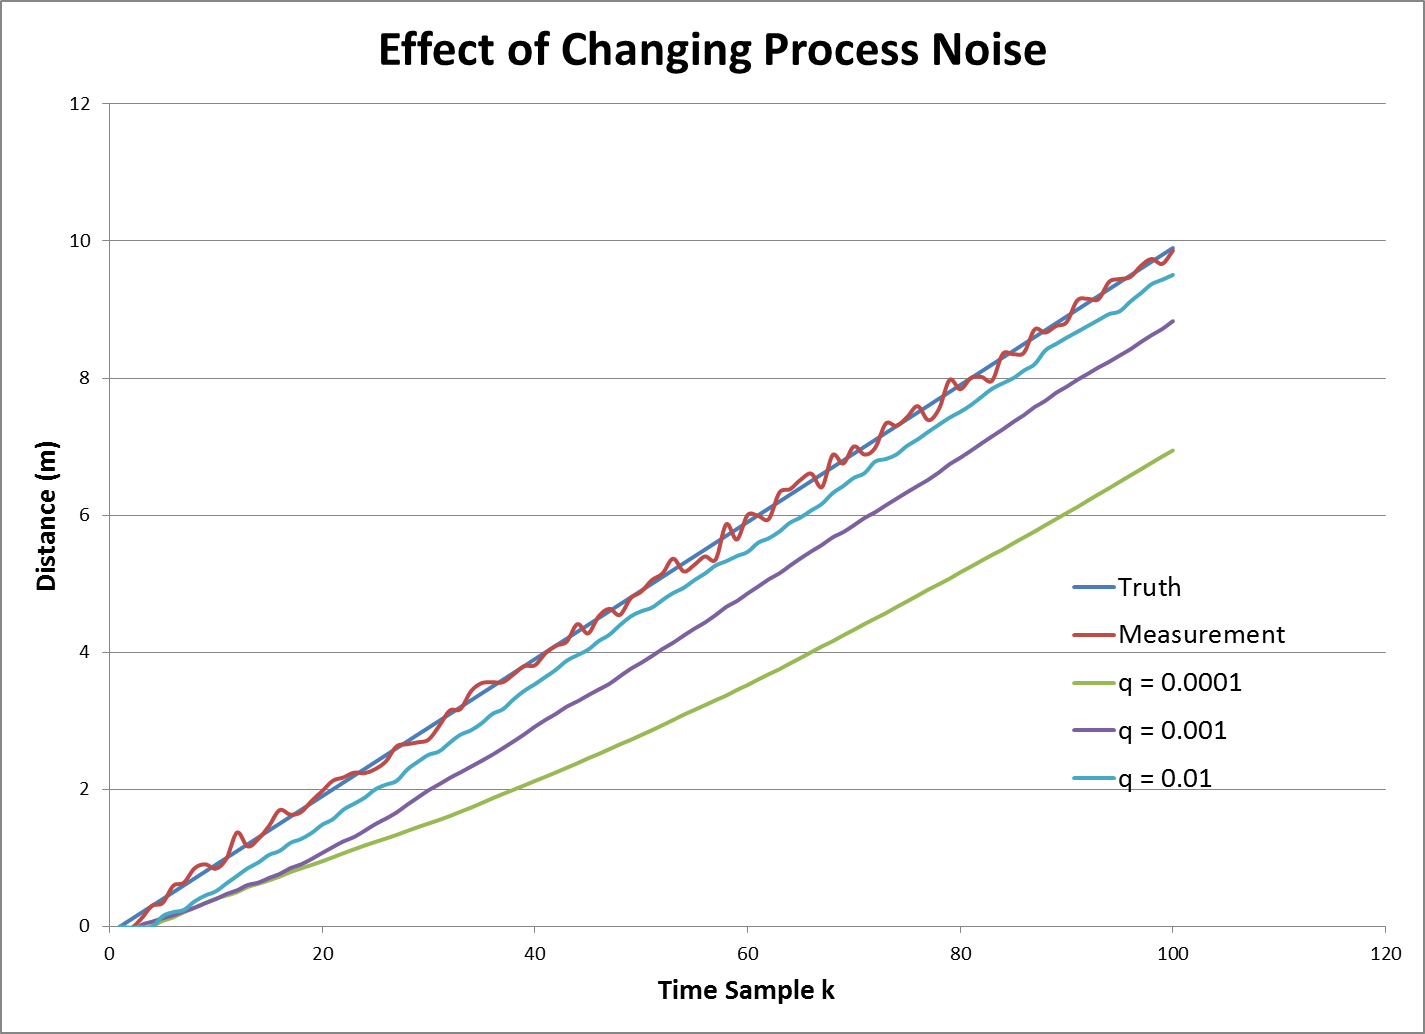 Effect of Changing Process Noise
12
10
8
6
4
2
0
Distance (m)
0 20 40 60 80 100 120
Time Sample k
Truth
Measurement
q = 0.0001
q = 0.001
q = 0.01